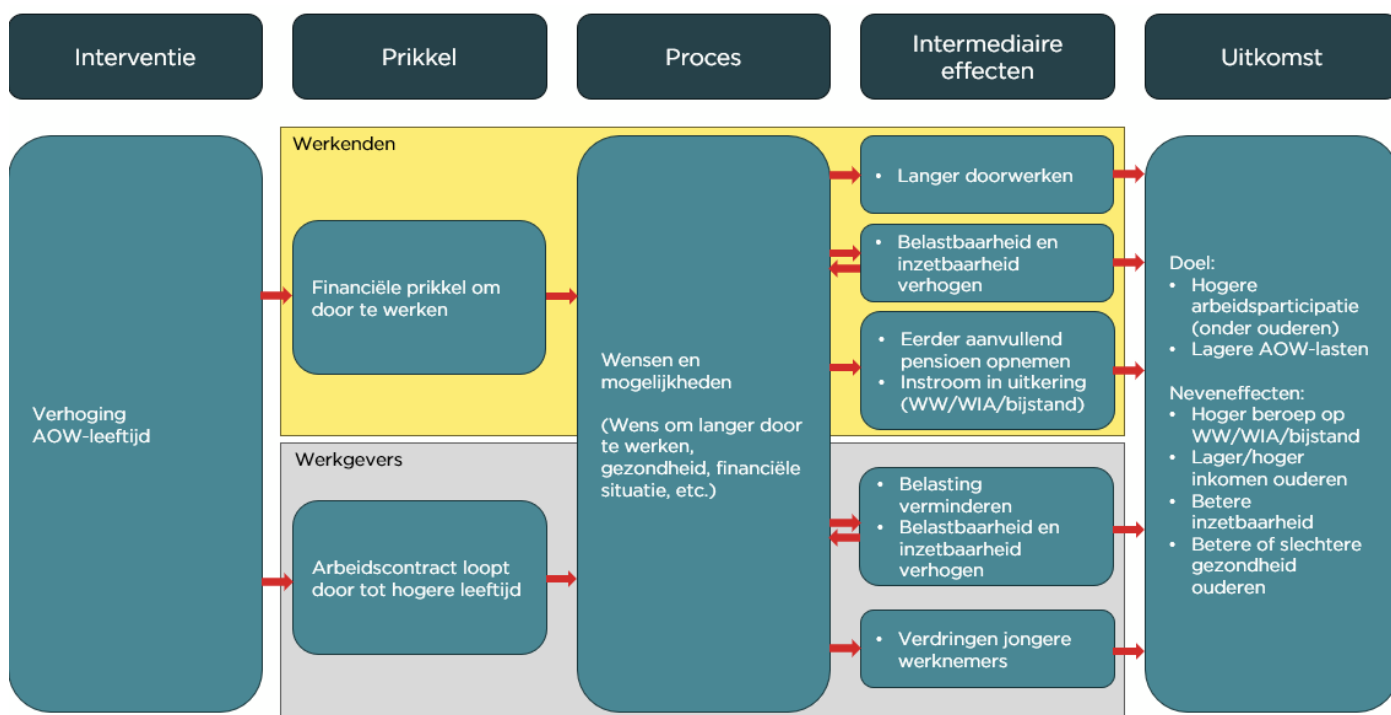 Interventie
Prikkel
Proces
Intermediaire
effecten
Uitkomst
Verhoging
AOW-leeftijd
Werkenden
Financiële prikkel om
door te werken
Werkgevers
Arbeidscontract loopt
door tot hogere leeftijd
Wensen en
mogelijkheden
(Wens om langer door
te werken,
gezondheid, financiële
situatie, etc.)
• Langer doorwerken
• Belastbaarheid en
inzetbaarheid
verhogen
• Eerder aanvullend
pensioen opnemen
• Instroom in uitkering
(WW/WIA/bijstand)
• Belasting
verminderen
• Belastbaarheid en
inzetbaarheid
verhogen
• Verdringen jongere
werknemers
Doel:
• Hogere
arbeidsparticipatie
(onder ouderen)
• Lagere AOW-lasten
Neveneffecten:
• Hoger beroep op
WW/WIA/bijstand
• Lager/hoger
inkomen ouderen
• Betere
inzetbaarheid
• Betere of slechtere
gezondheid
ouderen